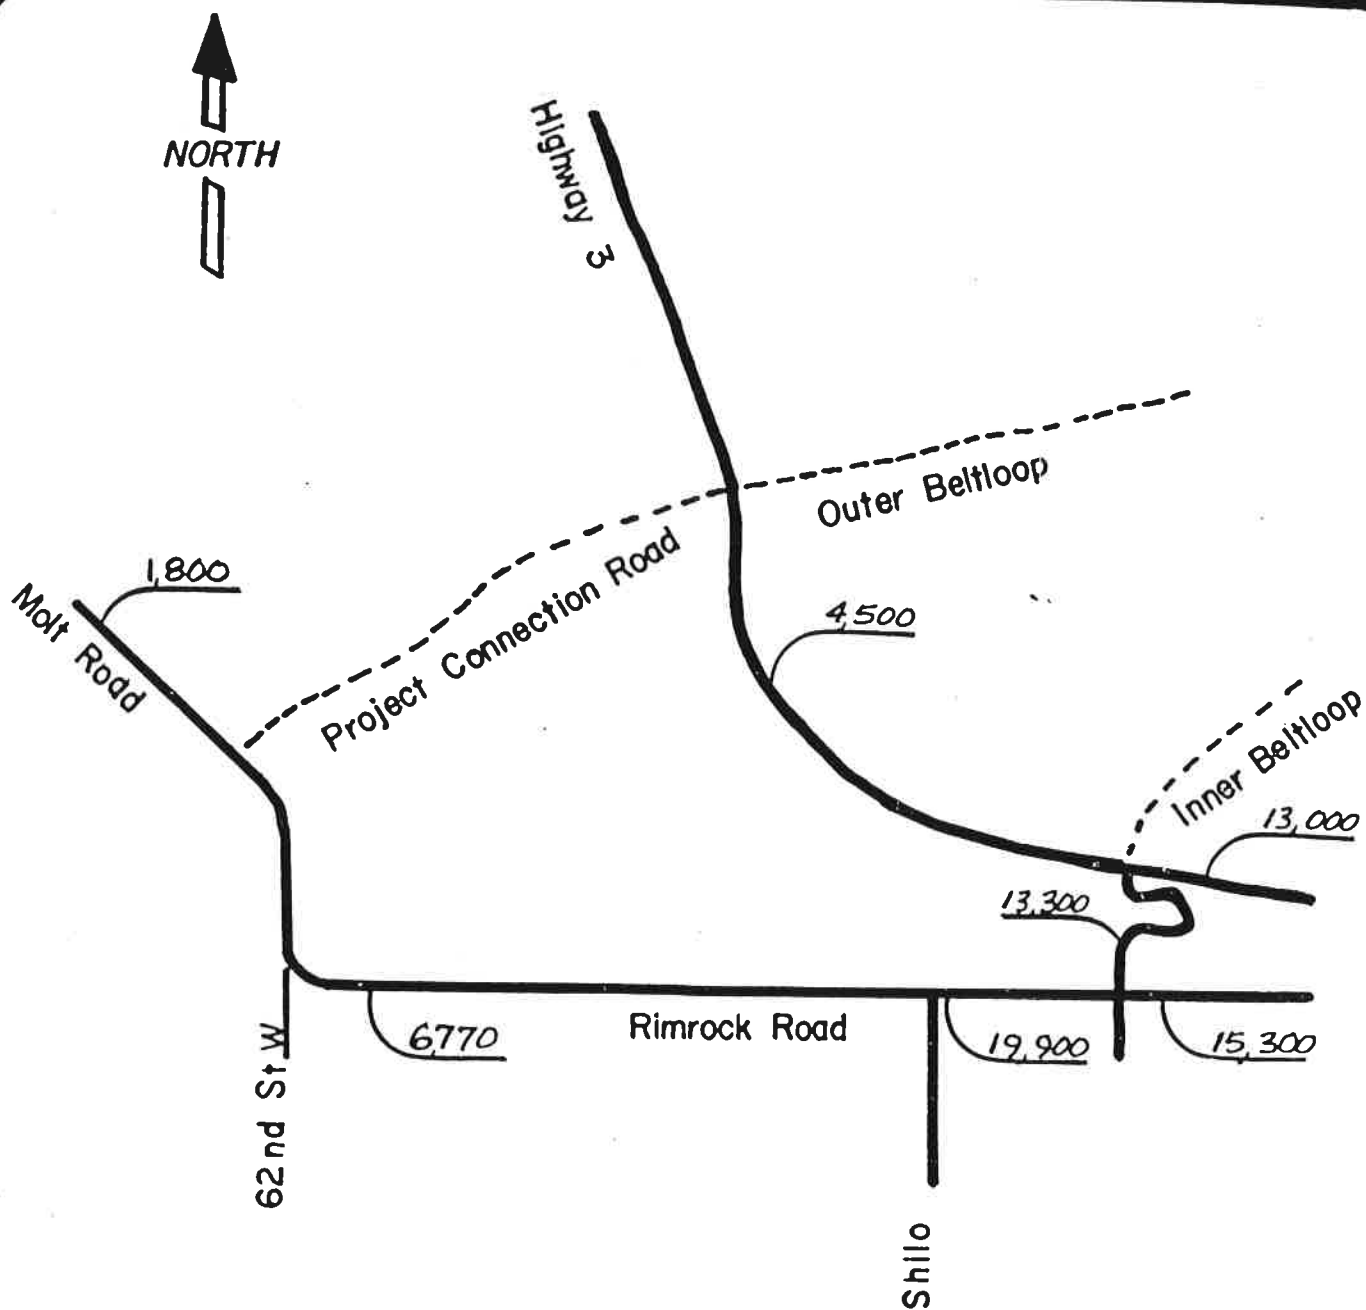 NORTH
Highway 3
Outer Beltloop
Project Connection Road
1,800
Molt Road
4,500
Inner Beltloop
13,000
13,300
6770
Rimrock Road
19,900
15,300
62nd St W
Shilo